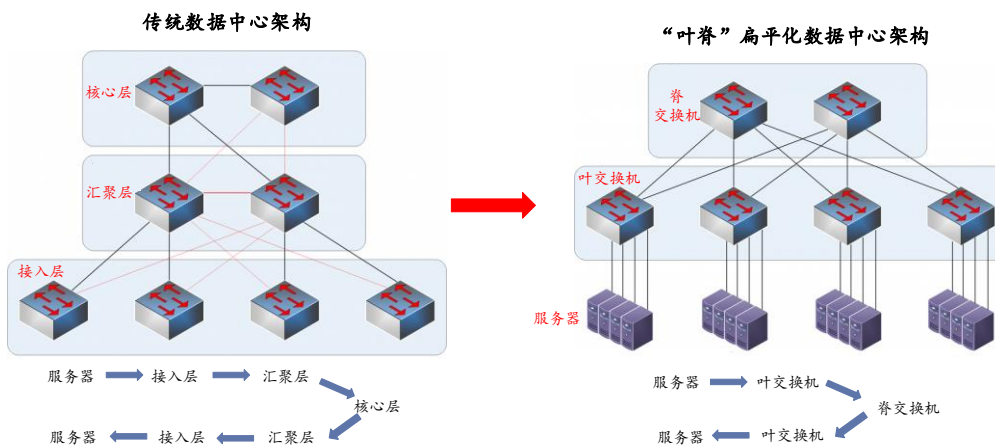 传统数据中心架构
“叶脊”扁平化数据中心架构
核心层
汇聚层
接入层
脊
交换机
叶交换机
服务器
服务器 接入层 汇聚层
核心层
服务器 接入层 汇聚层
服务器 叶交换机
脊交换机
服务器 叶交换机